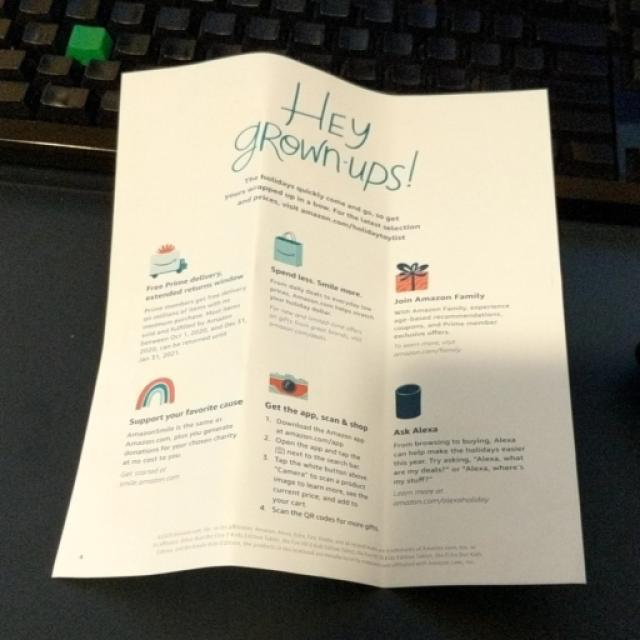 Hey
grown-ups!
The holidays quickly come and go, so get
yours wrapped up in a bow. For the latest selection
and prices, visit amazon.com/holidaytoylist
Free Prime delivery,
extended returns window
Prime members get free delivery
on millions of items with no
minimum purchase. Most items
sold and fulfilled by Amazon
between Oct 1, 2020, and Dec 31,
2020, can be returned until
Jan 31, 2021.
Spend less. Smile more.
From daily deals to everyday low
prices, Amazon can help stretch
your holiday dollar.
For new and limited-time offers
on gifts from great brands, visit
amazon.com/deals
Join Amazon Family
With Amazon Family, experience
age-based recommendations,
coupons, and Prime member
exclusive offers.
To learn more, visit
amazon.com/family
Support your favorite cause
AmazonSmile is the same as
Amazon.com, plus you generate
donations for your chosen charity
at no cost to you.
Get started at
smile.amazon.com
Get the app, scan & shop
1. Download the Amazon app
at amazon.com/app.
2. Open the app and tap the
next to the search bar.
3. Tap the white button above
"Camera" to scan a product
image to learn more, see the
current price, and add to
your cart.
4. Scan the QR codes for more gifts.
Ask Alexa
From browsing to buying, Alexa
can help make the holidays easier
this year. Try asking, "Alexa, what
are my deals?" or "Alexa, where's
my stuff?"
Learn more at
amazon.com/alexaholiday
4